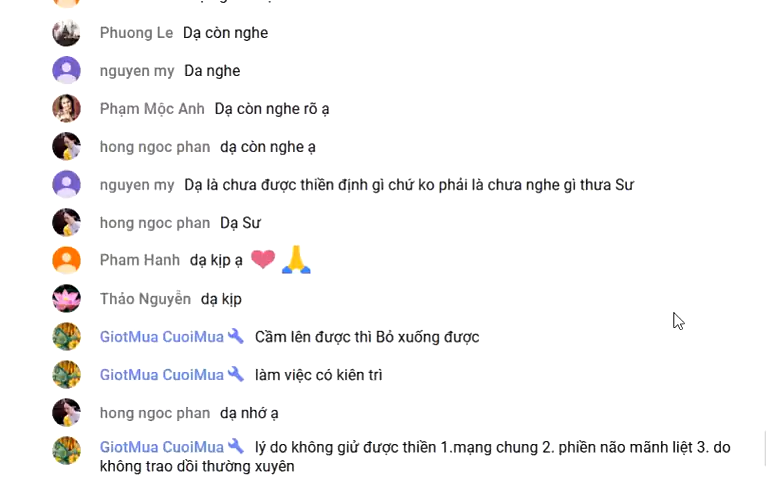 Phuong Le Dạ còn nghe
nguyen my Da nghe
Phạm Mộc Anh Dạ còn nghe rõ ạ
hong ngoc phan dạ còn nghe ạ
nguyen my Dạ là chưa được thiền định gì chứ ko phải là chưa nghe gì thưa Sư
hong ngoc phan Dạ Sư
Pham Hanh dạ kịp ạ ❤️ 🙏
Thảo Nguyễn dạ kịp
GiotMua CuoiMua Cầm lên được thì Bỏ xuống được
GiotMua CuoiMua làm việc có kiên trì
hong ngoc phan dạ nhớ ạ
GiotMua CuoiMua lý do không giử được thiền 1.mạng chung 2. phiền não mãnh liệt 3. do
không trao dồi thường xuyên